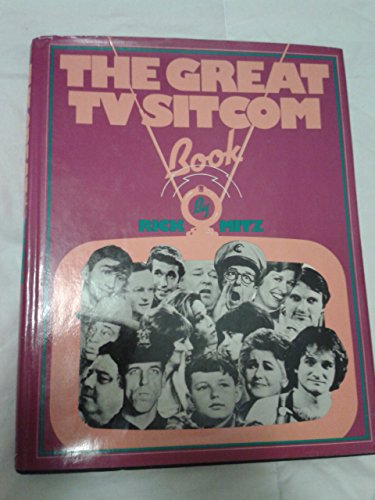 THE GREAT
TV SITCOM
Book
By
RICK MITZ